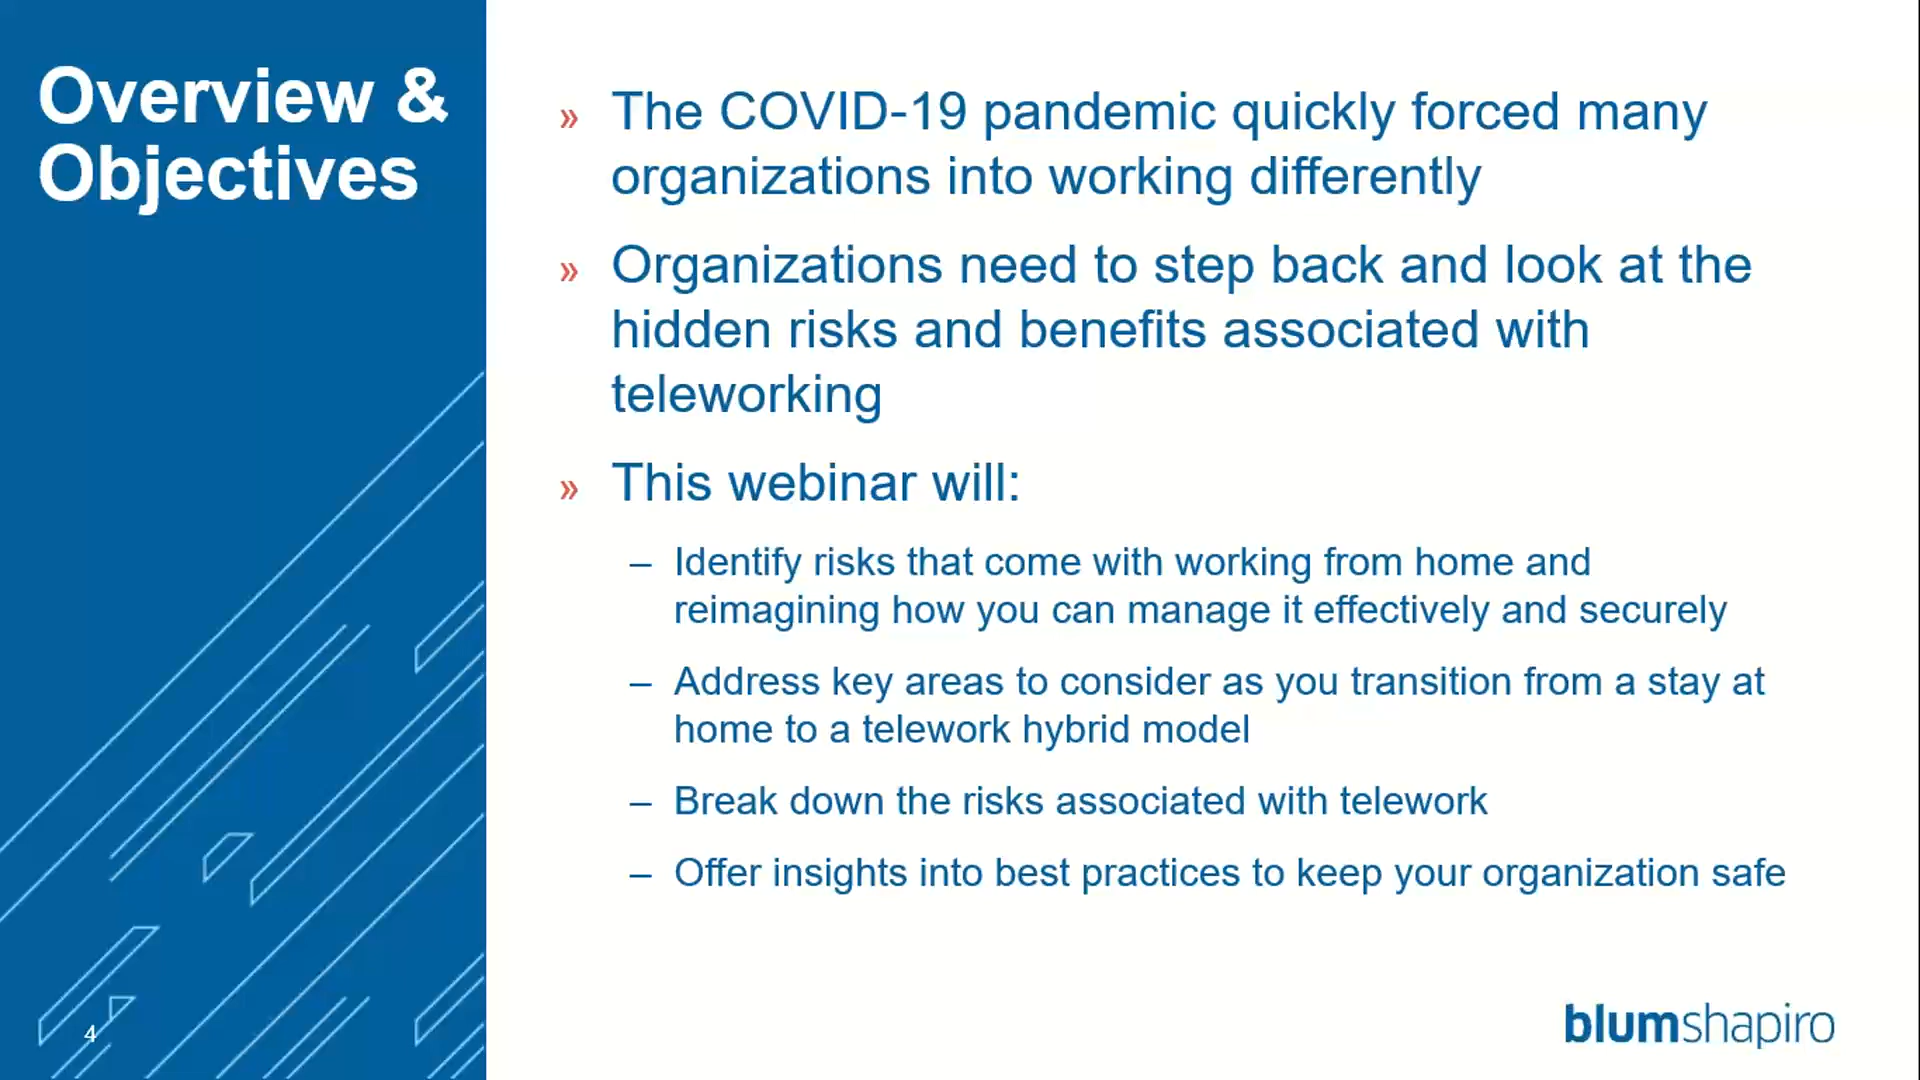 Overview &
Objectives
» The COVID-19 pandemic quickly forced many
organizations into working differently
» Organizations need to step back and look at the
hidden risks and benefits associated with
teleworking
» This webinar will:
– Identify risks that come with working from home and
reimagining how you can manage it effectively and securely
– Address key areas to consider as you transition from a stay at
home to a telework hybrid model
– Break down the risks associated with telework
– Offer insights into best practices to keep your organization safe
4
blumshapiro